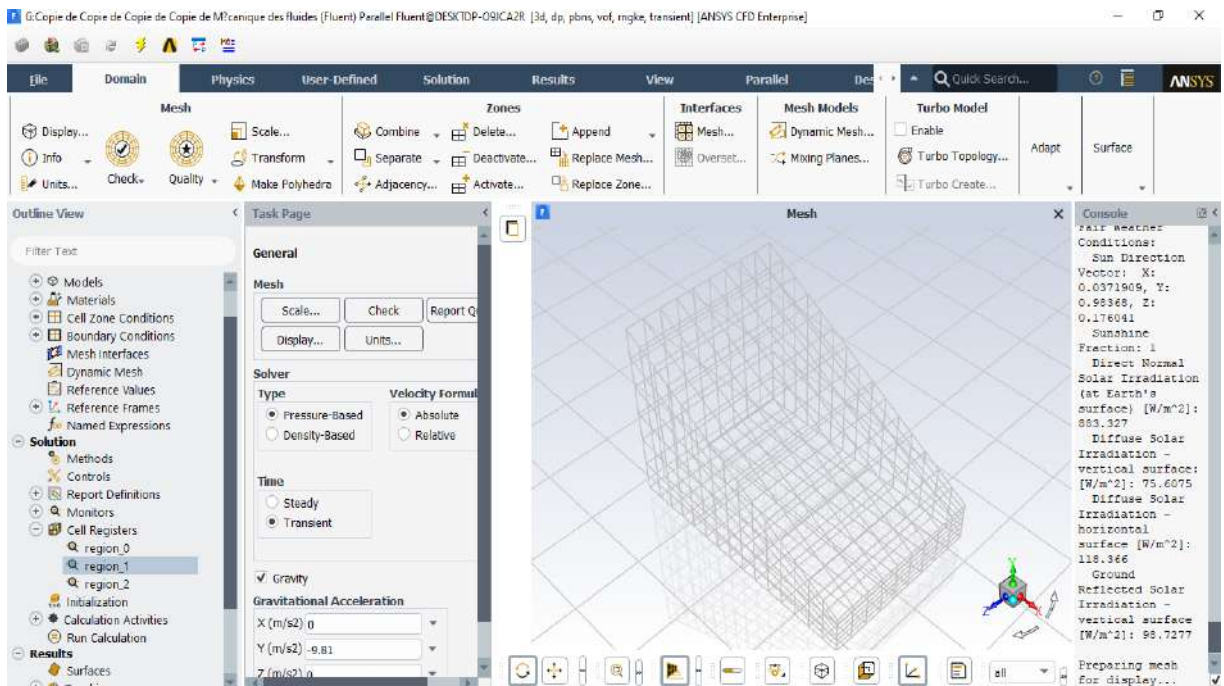 G:Copie de Copie de Copie de Copie de M?canique des fluides (Fluent) Parallel Fluent@DESKTOP-O9JCA2R [3d, dp, pbns, vof, rngke, transient] [ANSYS CFD Enterprise]
File Domain Physics User-Defined Solution Results View Parallel Des Quick Search... ANSYS
Mesh Zones Interfaces Mesh Models Turbo Model
Display... Scale... Combine Delete... Append Mesh... Dynamic Mesh... Enable
Info Transform Separate Deactivate... Replace Mesh... Overset... Mixing Planes... Turbo Topology... Adapt Surface
Units... Check Quality Make Polyhedra Adjacency... Activate... Replace Zone... Turbo Create...
Outline View
Filter Text
Models
Materials
Cell Zone Conditions
Boundary Conditions
Mesh Interfaces
Dynamic Mesh
Reference Values
Reference Frames
Named Expressions
Solution
Methods
Controls
Report Definitions
Monitors
Cell Registers
region_0
region_1
region_2
Initialization
Calculation Activities
Run Calculation
Results
Surfaces
Task Page
General
Mesh
Scale... Check Report Q
Display... Units...
Solver
Type Velocity Formul
Pressure-Based Absolute
Density-Based Relative
Time
Steady
Transient
Gravity
Gravitational Acceleration
X (m/s2) 0
Y (m/s2) -9.81
Z (m/s2) 0
Mesh
Y
Z
X
all
Console
Fair Weather
Conditions:
Sun Direction
Vector: X:
0.0371909, Y:
0.98368, Z:
0.176041
Sunshine
Fraction: 1
Direct Normal
Solar Irradiation
(at Earth's
surface) [W/m^2]:
883.327
Diffuse Solar
Irradiation -
vertical surface:
[W/m^2]: 75.6075
Diffuse Solar
Irradiation -
horizontal
surface [W/m^2]:
118.366
Ground
Reflected Solar
Irradiation -
vertical surface
[W/m^2]: 98.7277
Preparing mesh
for display...